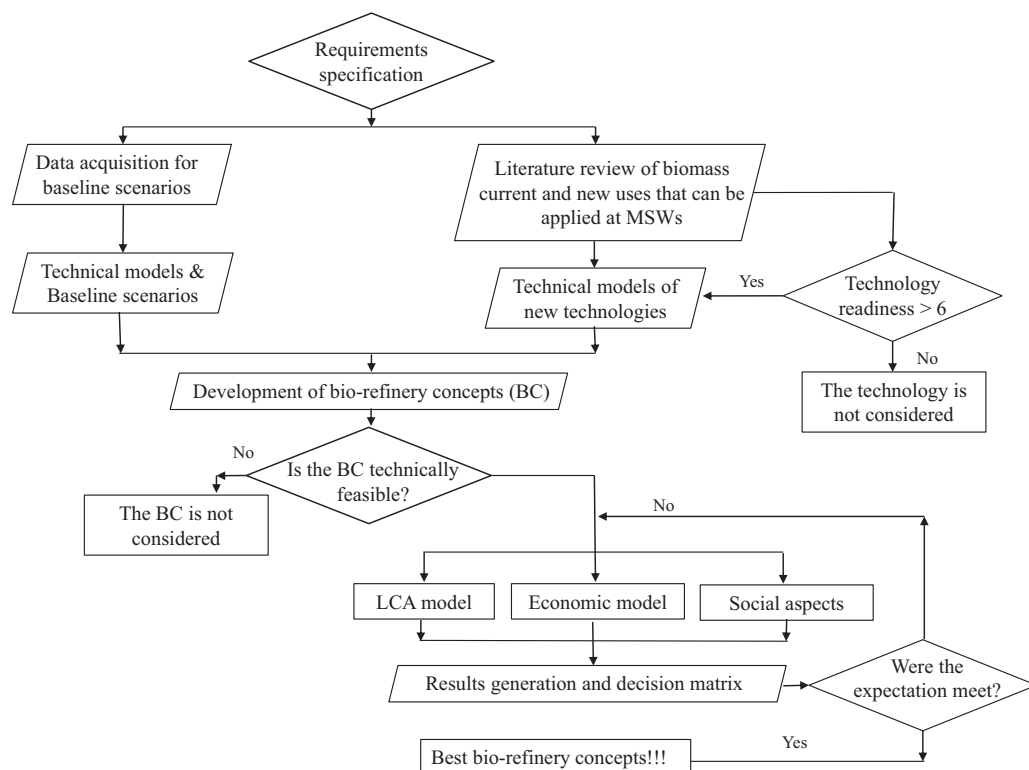 Requirements
specification
Data acquisition for
baseline scenarios
Literature review of biomass
current and new uses that can be
applied at MSWs
Technical models &
Baseline scenarios
Technical models of
new technologies
Yes
Technology
readiness > 6
No
The technology is
not considered
Development of bio-refinery concepts (BC)
No
Is the BC technically
feasible?
The BC is not
considered
No
LCA model
Economic model
Social aspects
Results generation and decision matrix
Were the
expectation meet?
Yes
Best bio-refinery concepts!!!